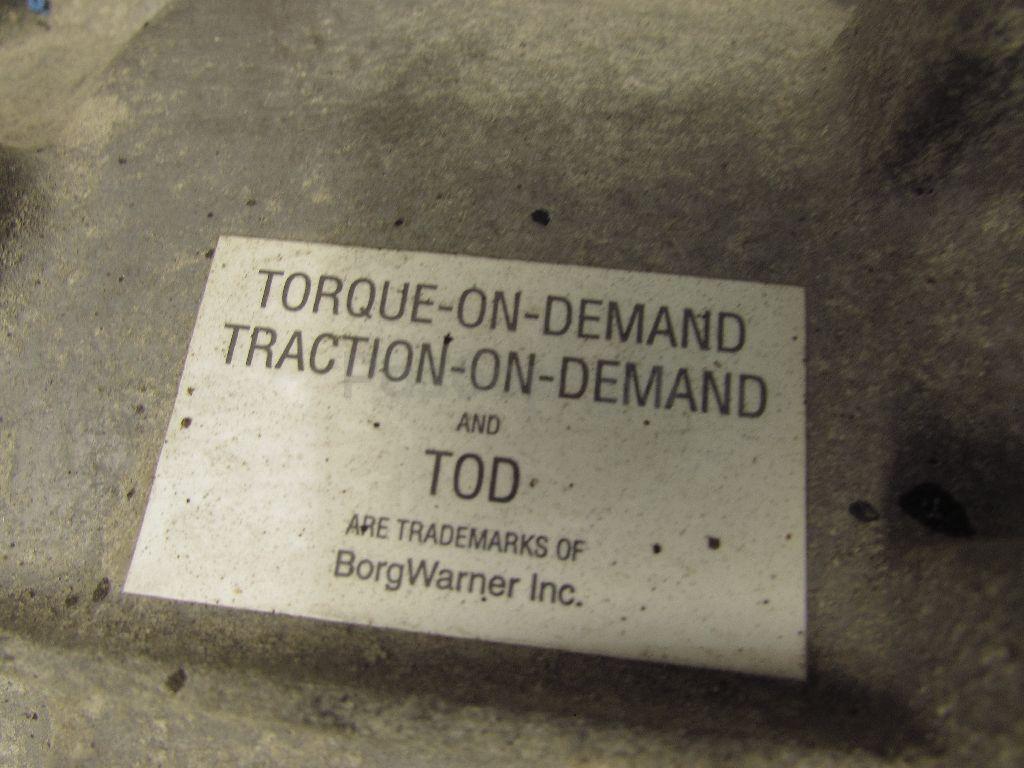 TORQUE-ON-DEMAND
TRACTION-ON-DEMAND
AND
TOD
ARE TRADEMARKS OF
BorgWarner Inc.